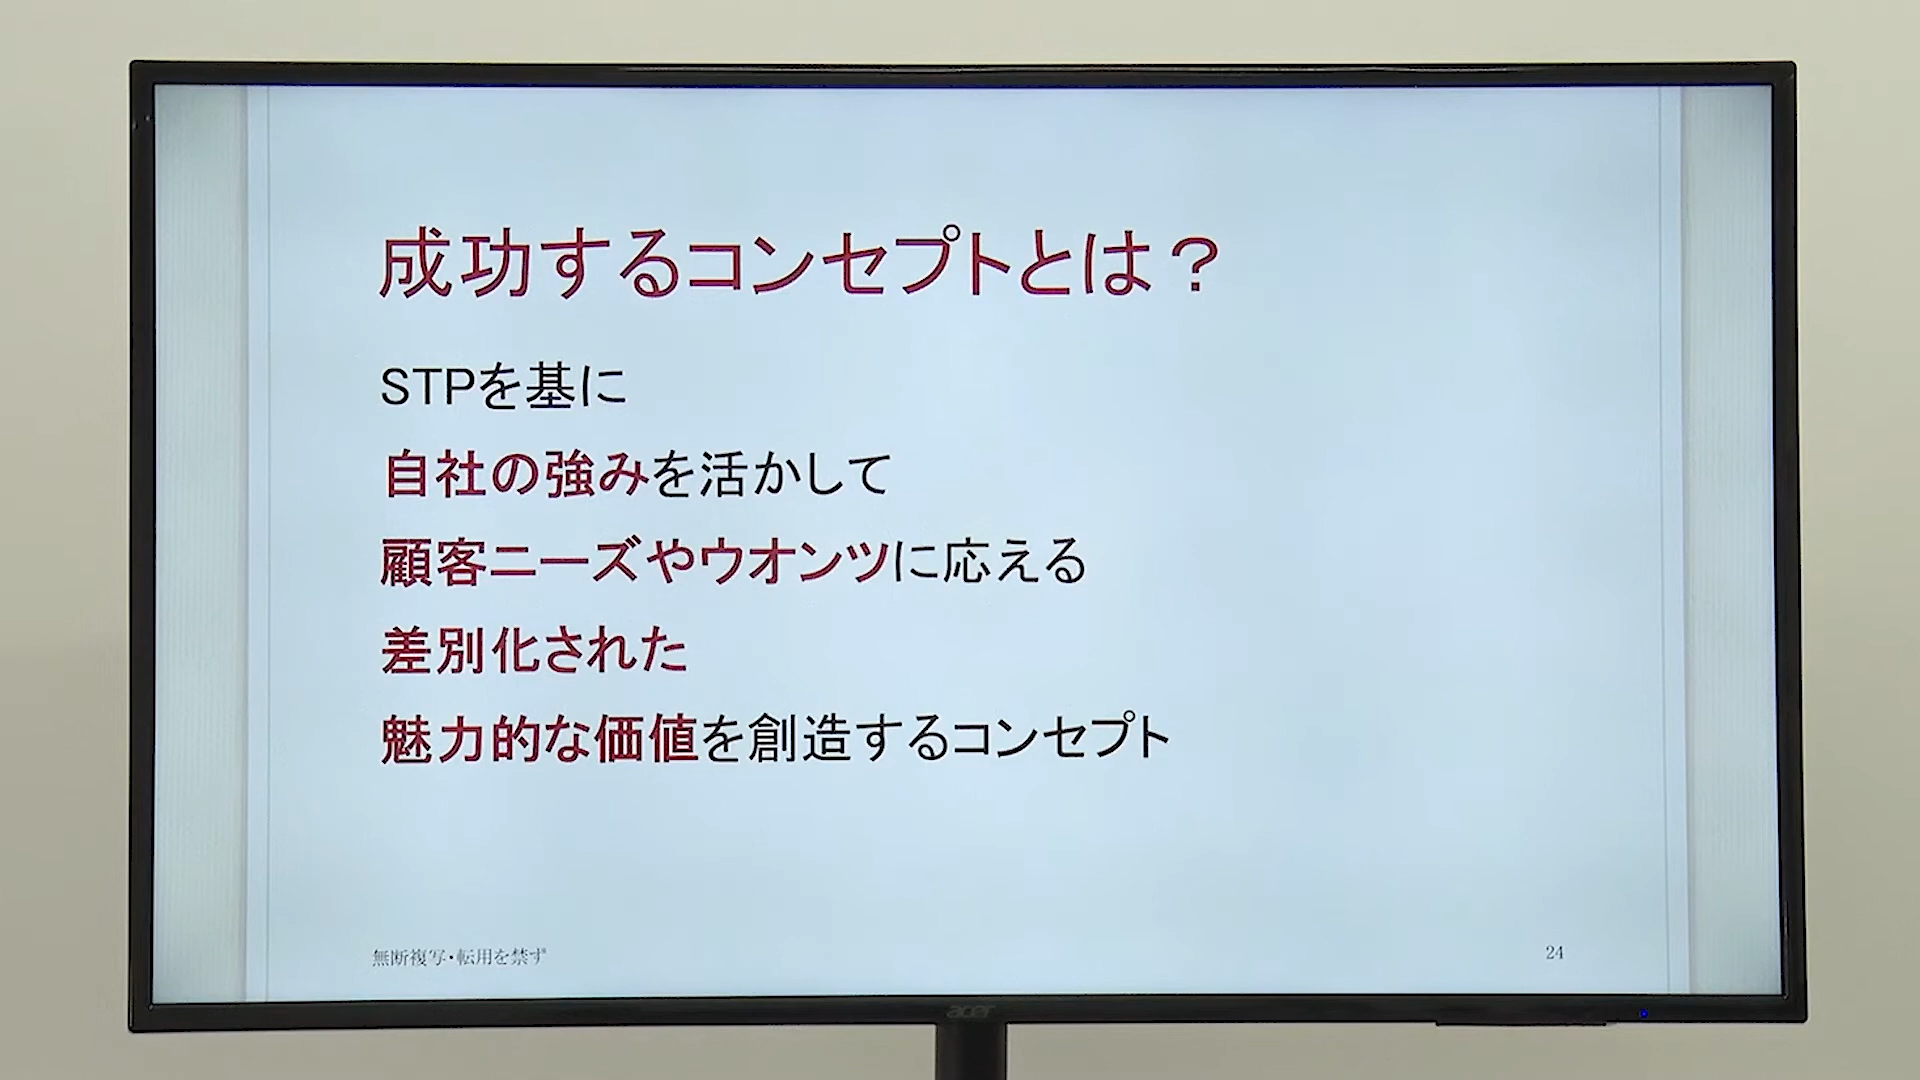 成功するコンセプトとは？
STPを基に
自社の強みを活かして
顧客ニーズやウオンツに応える
差別化された
魅力的な価値を創造するコンセプト
無断複写・転用を禁ず
24
acer